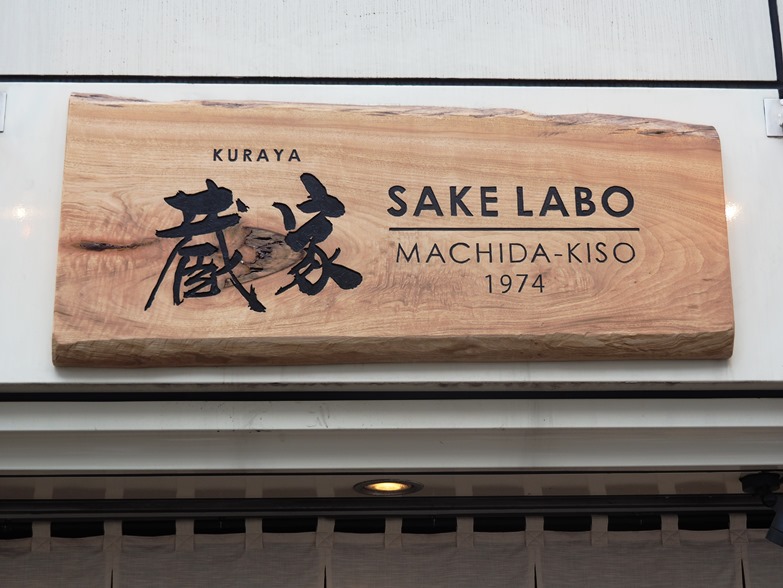 KURAYA
蔵家
SAKE LABO
MACHIDA-KISO
1974